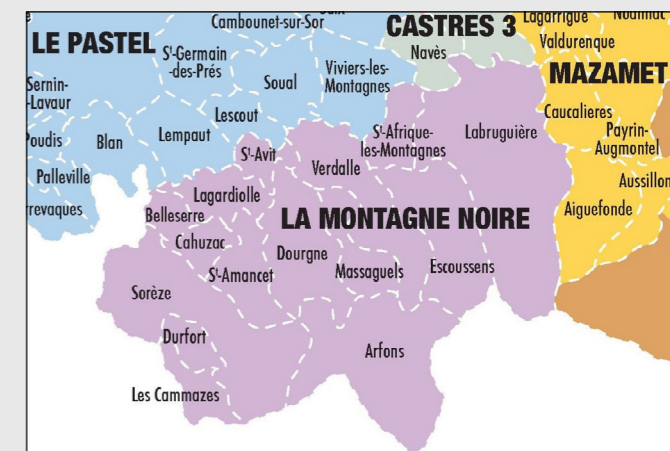 Cambounet-sur-Sor
CASTRES 3
Lagarrigue
LE PASTEL
Sᵗ-Germain
-des-Prés
Navès
Valdurenque
Soual
Viviers-les-
Montagnes
MAZAMET
Sernin-
-Lavaur
Lescout
Caucalieres
Poudis
Blan
Lempaut
Sᵗ-Afrique-
les-Montagnes
Labruguière
Payrin-
Augmontel
Sᵗ-Avit
Verdalle
Palleville
Aussillon
Lagardiolle
rrevaques
Belleserre
LA MONTAGNE NOIRE
Aiguefonde
Cahuzac
Dourgne
Sᵗ-Amancet
Massaguels
Escoussens
Sorèze
Durfort
Arfons
Les Cammazes